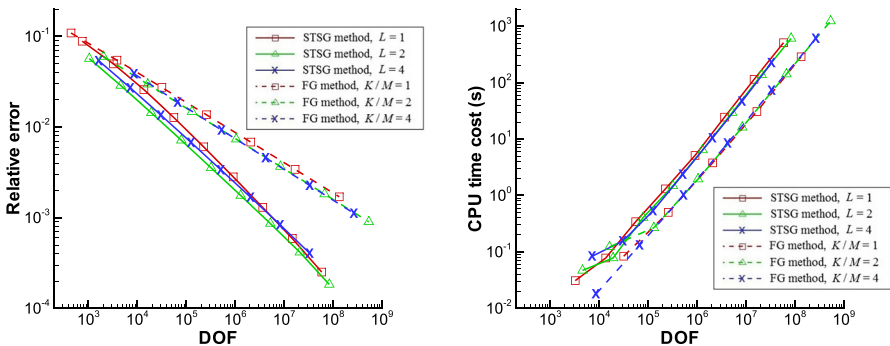 10⁻¹
10⁻²
10⁻³
10⁻⁴
Relative error
10³ 10⁴ 10⁵ 10⁶ 10⁷ 10⁸ 10⁹
DOF
STSG method, L = 1
STSG method, L = 2
STSG method, L = 4
FG method, K / M = 1
FG method, K / M = 2
FG method, K / M = 4
10³
10²
10¹
10⁰
10⁻¹
10⁻²
CPU time cost (s)
10³ 10⁴ 10⁵ 10⁶ 10⁷ 10⁸ 10⁹
DOF
STSG method, L = 1
STSG method, L = 2
STSG method, L = 4
FG method, K / M = 1
FG method, K / M = 2
FG method, K / M = 4